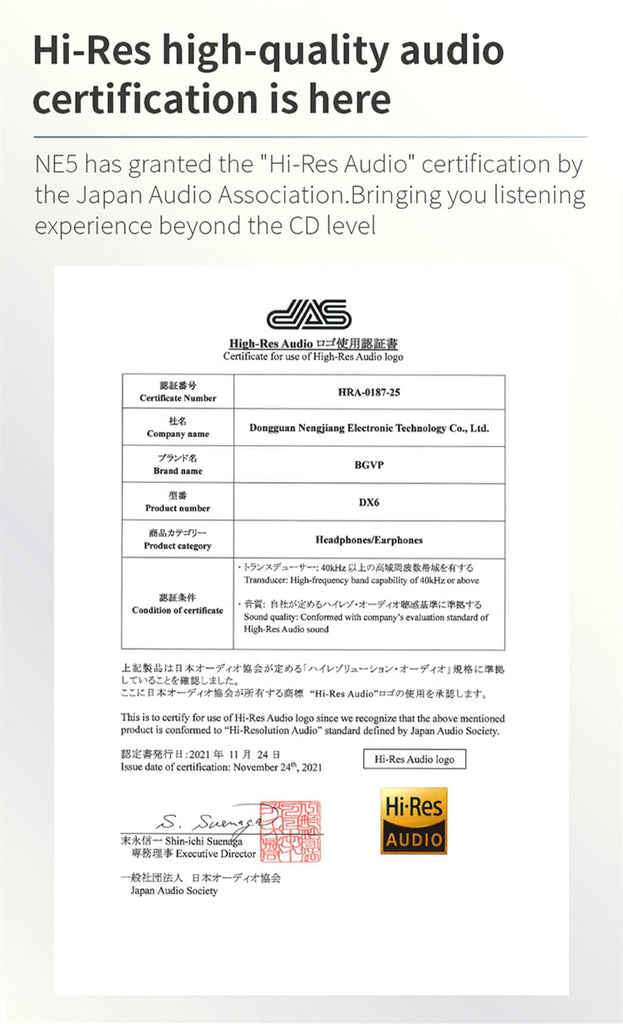 Hi-Res high-quality audio
certification is here
NE5 has granted the "Hi-Res Audio" certification by
the Japan Audio Association.Bringing you listening
experience beyond the CD level
JAS
High-Res Audio ロゴ使用認証書
Certificate for use of High-Res Audio logo
認証番号
Certificate Number
HRA-0187-25
社名
Company name
Dongguan Nengjiang Electronic Technology Co., Ltd.
ブランド名
Brand name
BGVP
型番
Product number
DX6
商品カテゴリー
Product category
Headphones/Earphones
認証条件
Condition of certificate
・トランスデューサー: 40kHz 以上の高域周波数帯域を有する
Transducer: High-frequency band capability of 40kHz or above
・音質: 自社が定めるハイレゾ・オーディオ聴感基準に準拠する
Sound quality: Conformed with company's evaluation standard of
High-Res Audio sound
上記製品は日本オーディオ協会が定める「ハイレゾリューション・オーディオ」規格に準拠
していることを確認しました。
ここに日本オーディオ協会が所有する商標 "Hi-Res Audio"ロゴの使用を承認します。
This is to certify for use of Hi-Res Audio logo since we recognize that the above mentioned
product is conformed to "Hi-Resolution Audio" standard defined by Japan Audio Society.
認定書発行日:2021 年 11 月 24 日
Issue date of certification: November 24th, 2021
Hi-Res Audio logo
S. Suenaga
末永信一 Shin-ichi Suenaga
専務理事 Executive Director
一般社団法人 日本オーディオ協会
Japan Audio Society
Hi-Res
AUDIO